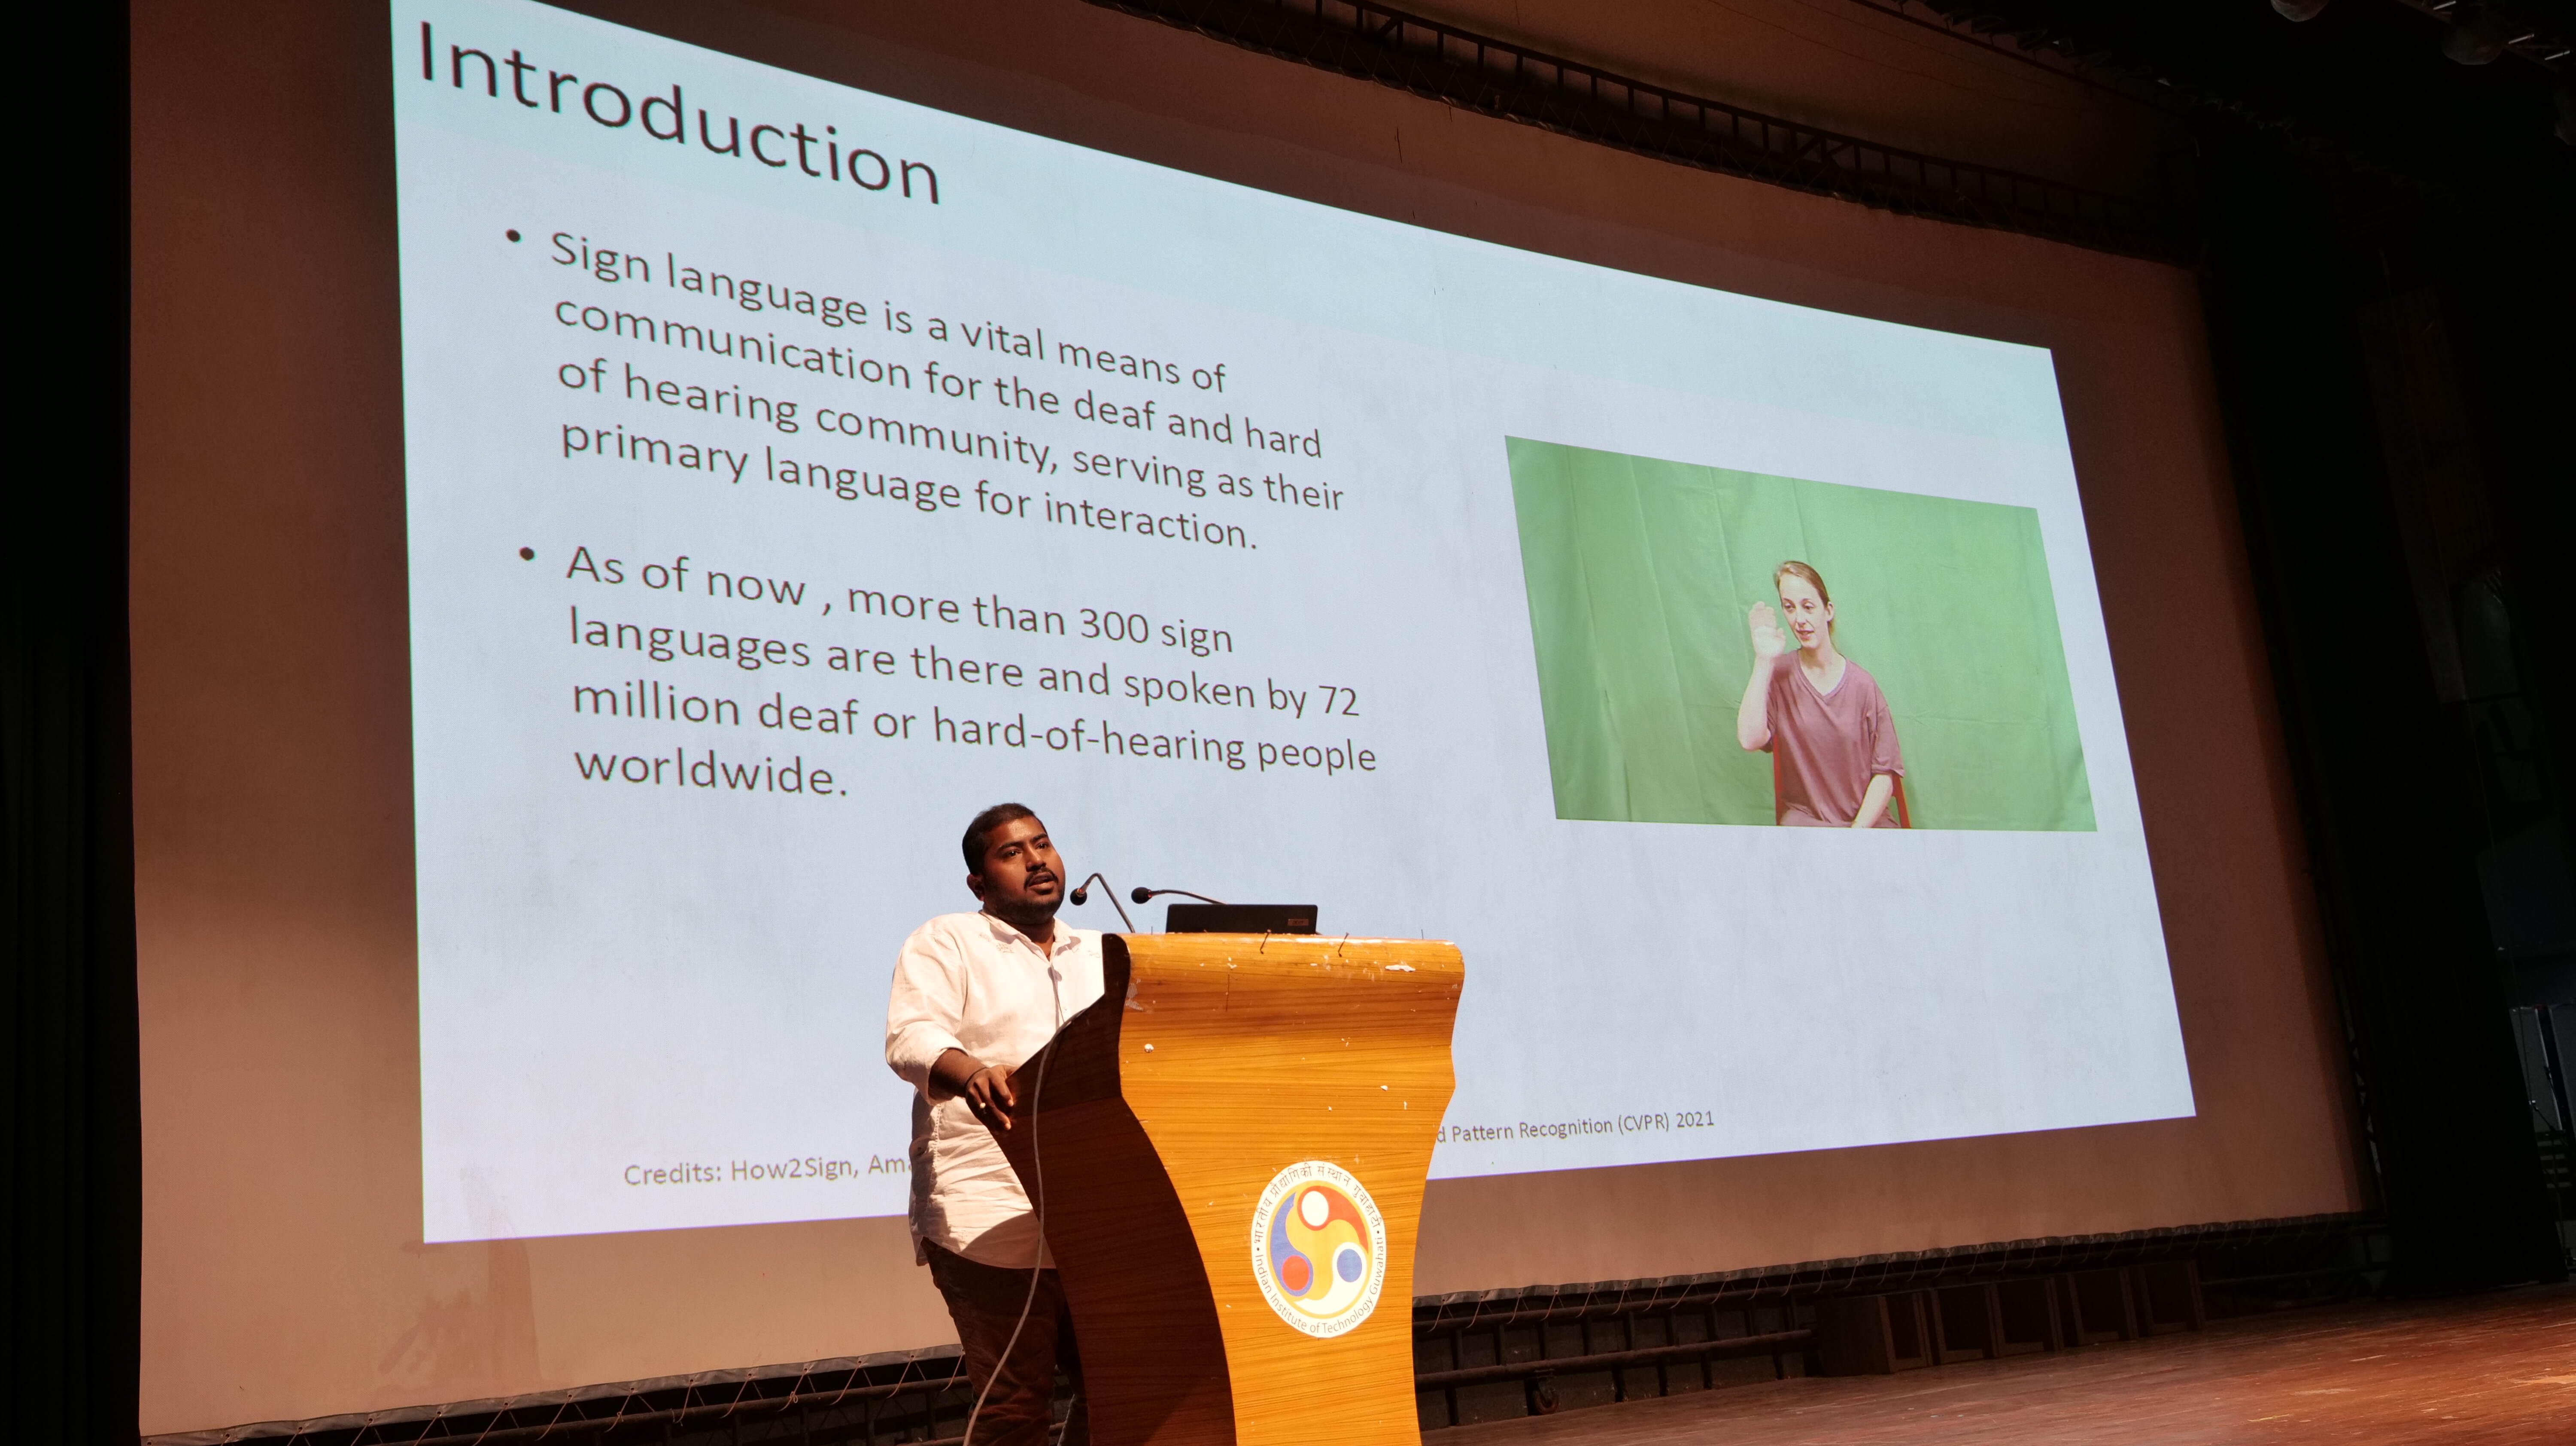 Introduction
• Sign language is a vital means of
communication for the deaf and hard
of hearing community, serving as their
primary language for interaction.
• As of now , more than 300 sign
languages are there and spoken by 72
million deaf or hard-of-hearing people
worldwide.
Credits: How2Sign, Pattern Recognition (CVPR) 2021
भारतीय प्रौद्योगिकी संस्थान गुवाहाटी
Indian Institute of Technology Guwahati